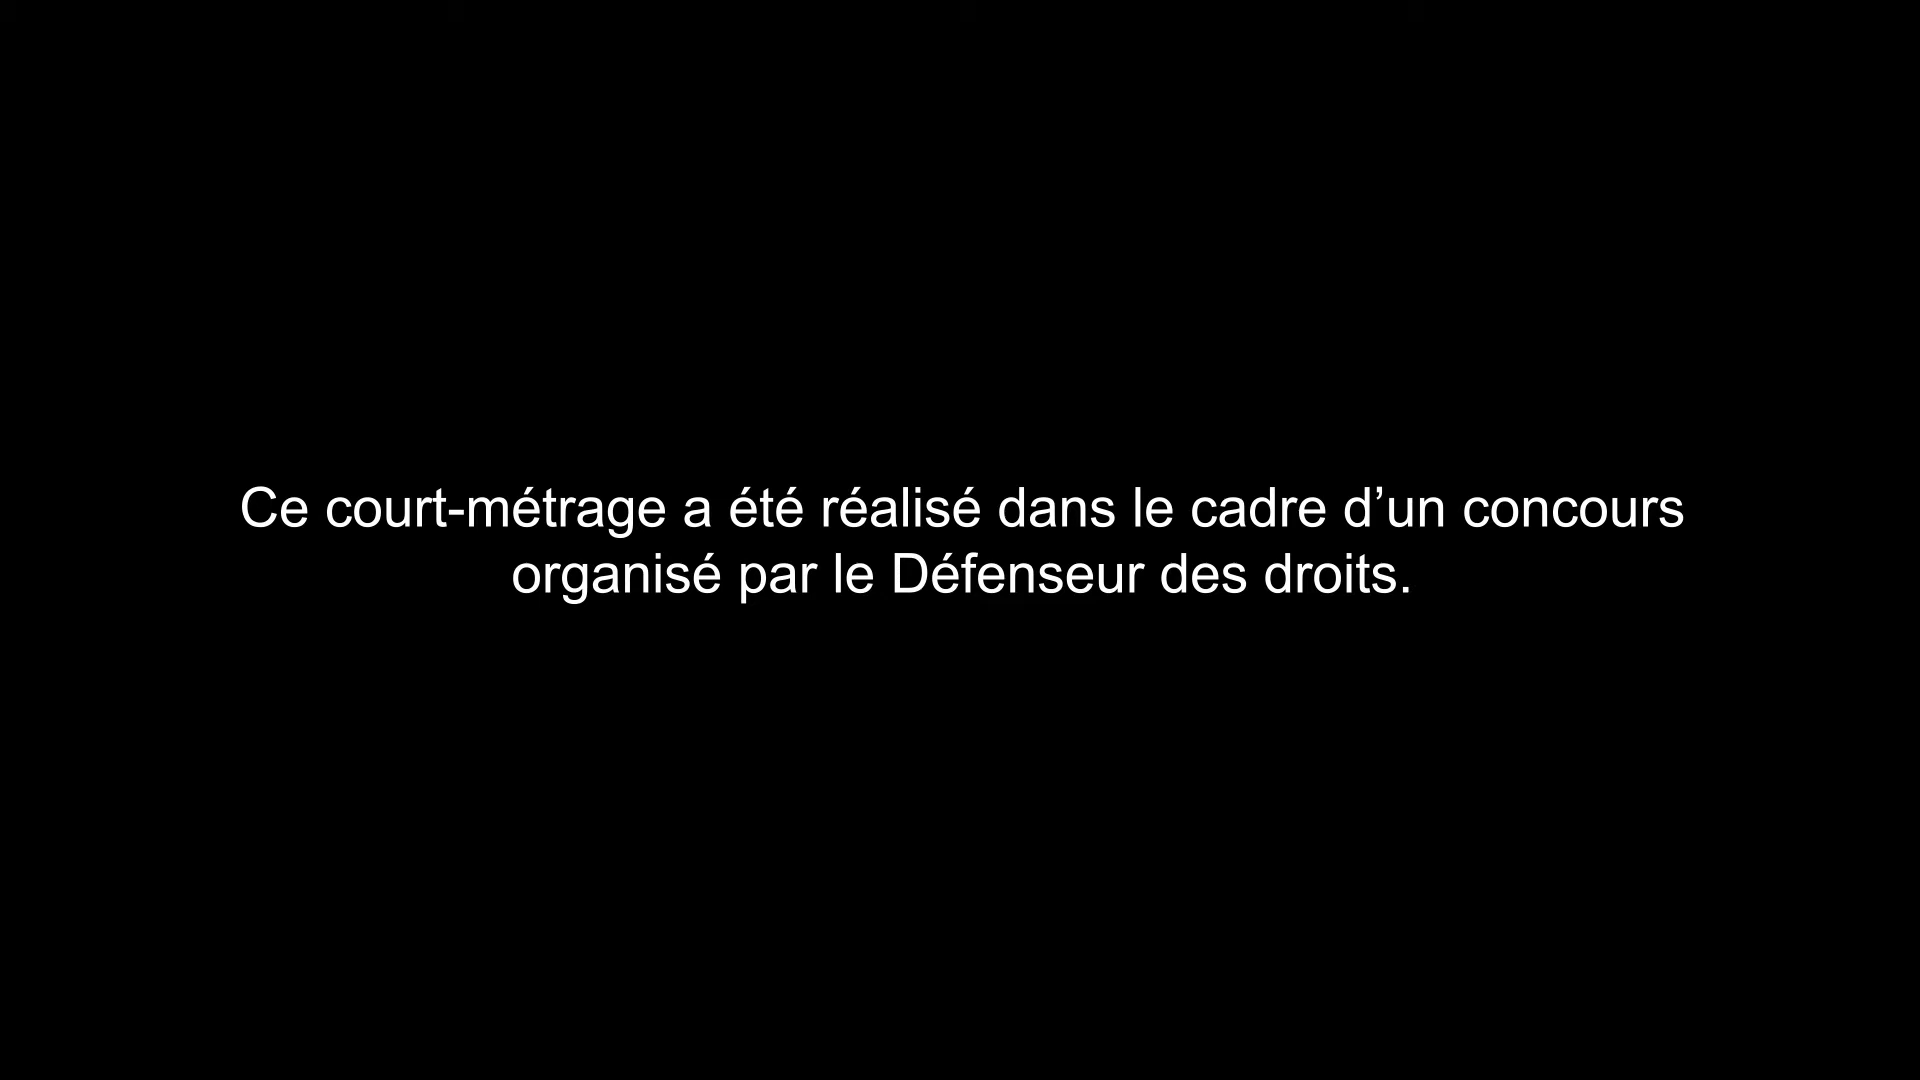 Ce court-métrage a été réalisé dans le cadre d’un concours
organisé par le Défenseur des droits.